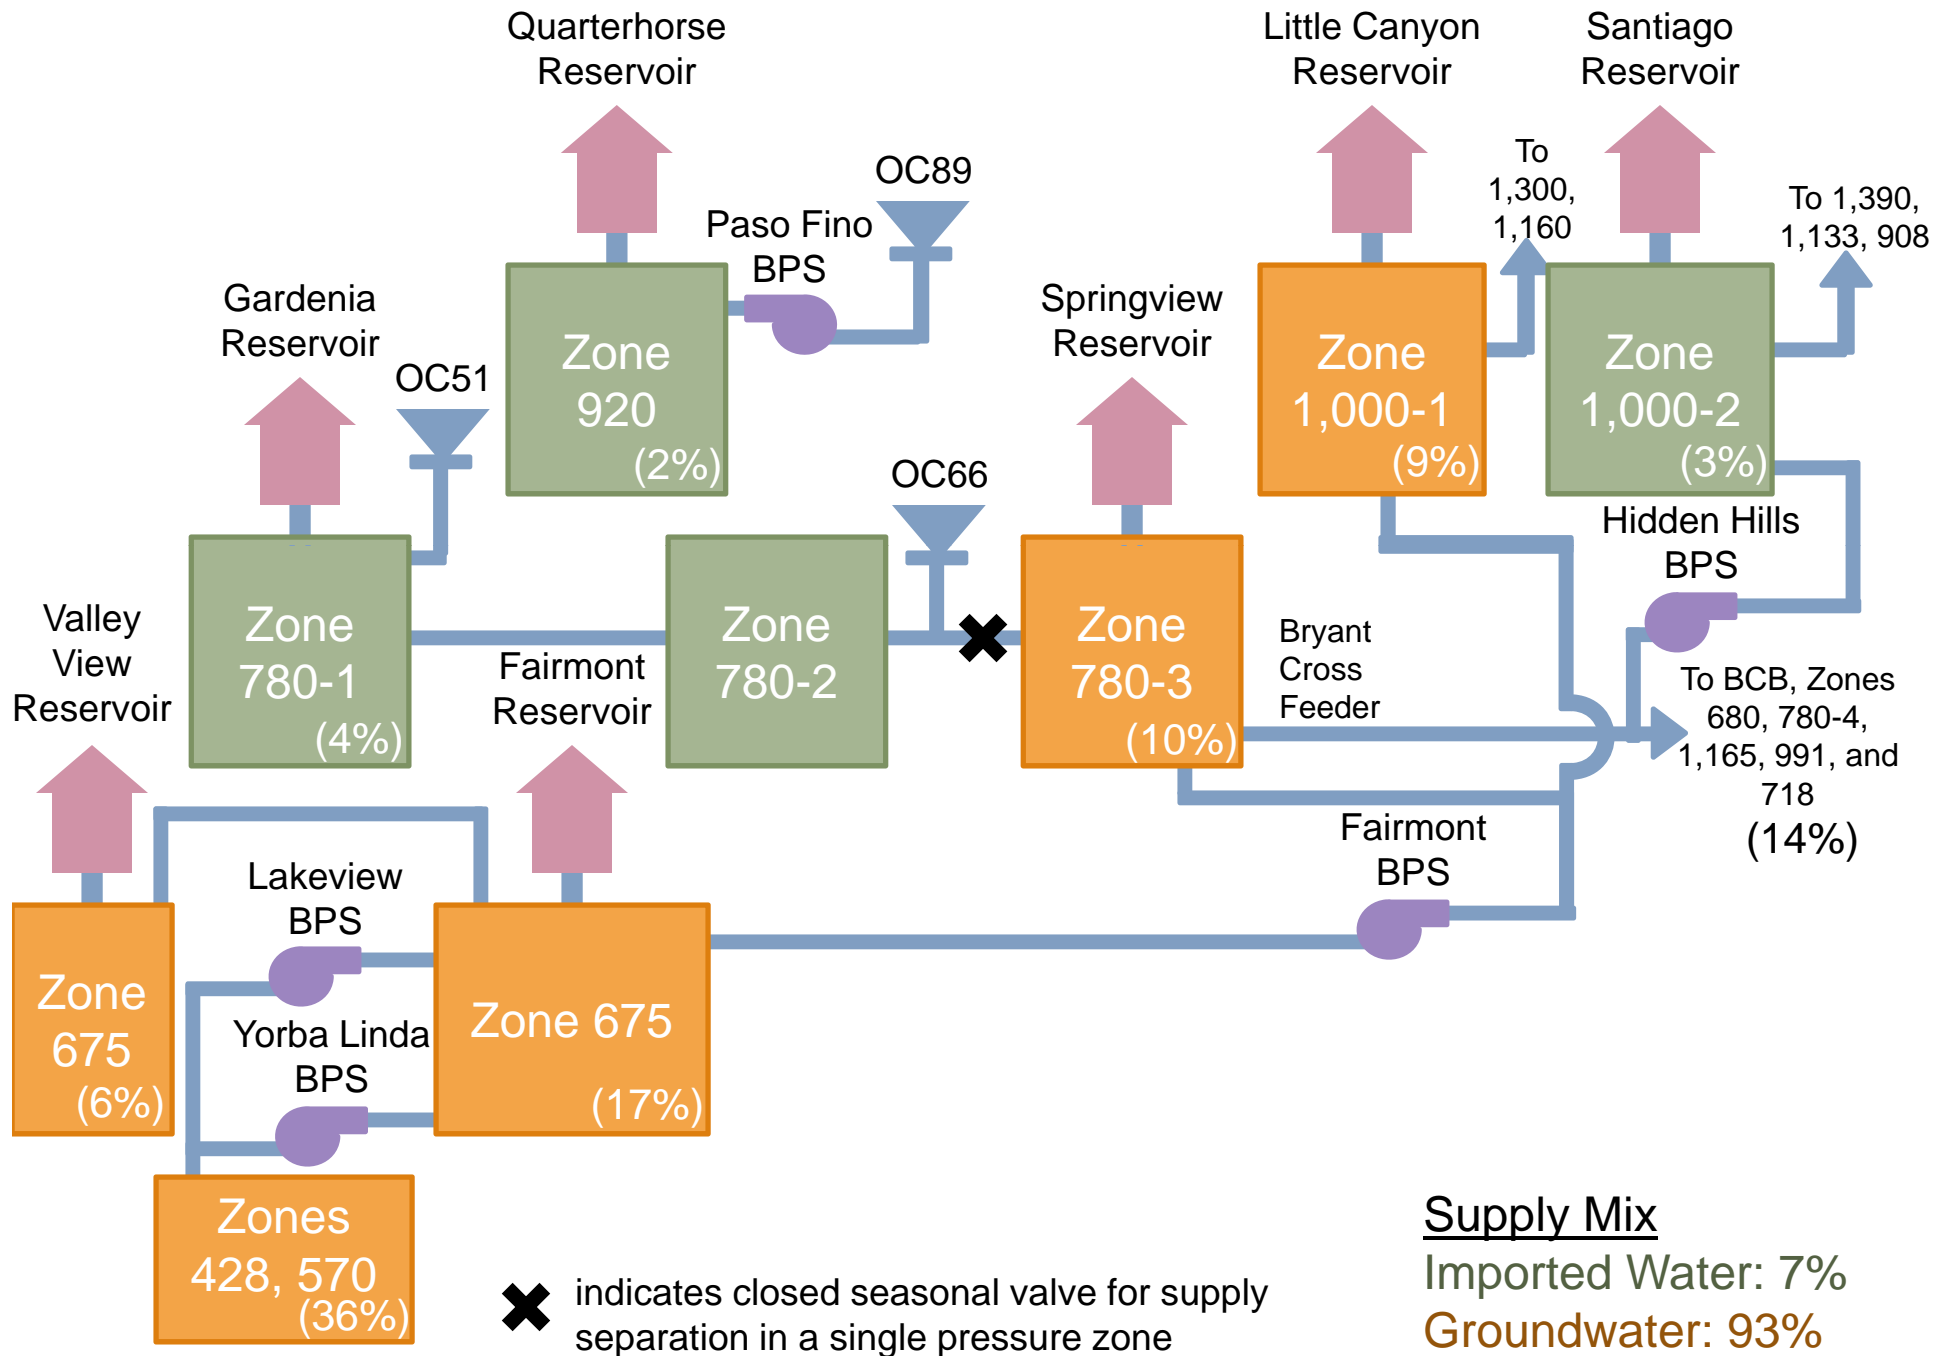 Quarterhorse
Reservoir
Little Canyon
Reservoir
Santiago
Reservoir
To
1,300,
1,160
To 1,390,
1,133, 908
OC89
Paso Fino
BPS
Gardenia
Reservoir
OC51
Zone
920
(2%)
Springview
Reservoir
Zone
1,000-1
(9%)
Zone
1,000-2
(3%)
OC66
Hidden Hills
BPS
Valley
View
Reservoir
Zone
780-1
(4%)
Fairmont
Reservoir
Zone
780-2
Zone
780-3
(10%)
Bryant
Cross
Feeder
To BCB, Zones
680, 780-4,
1,165, 991, and
718
(14%)
Fairmont
BPS
Lakeview
BPS
Zone
675
(6%)
Yorba Linda
BPS
Zone 675
(17%)
Zones
428, 570
(36%)
indicates closed seasonal valve for supply
separation in a single pressure zone
Supply Mix
Imported Water: 7%
Groundwater: 93%